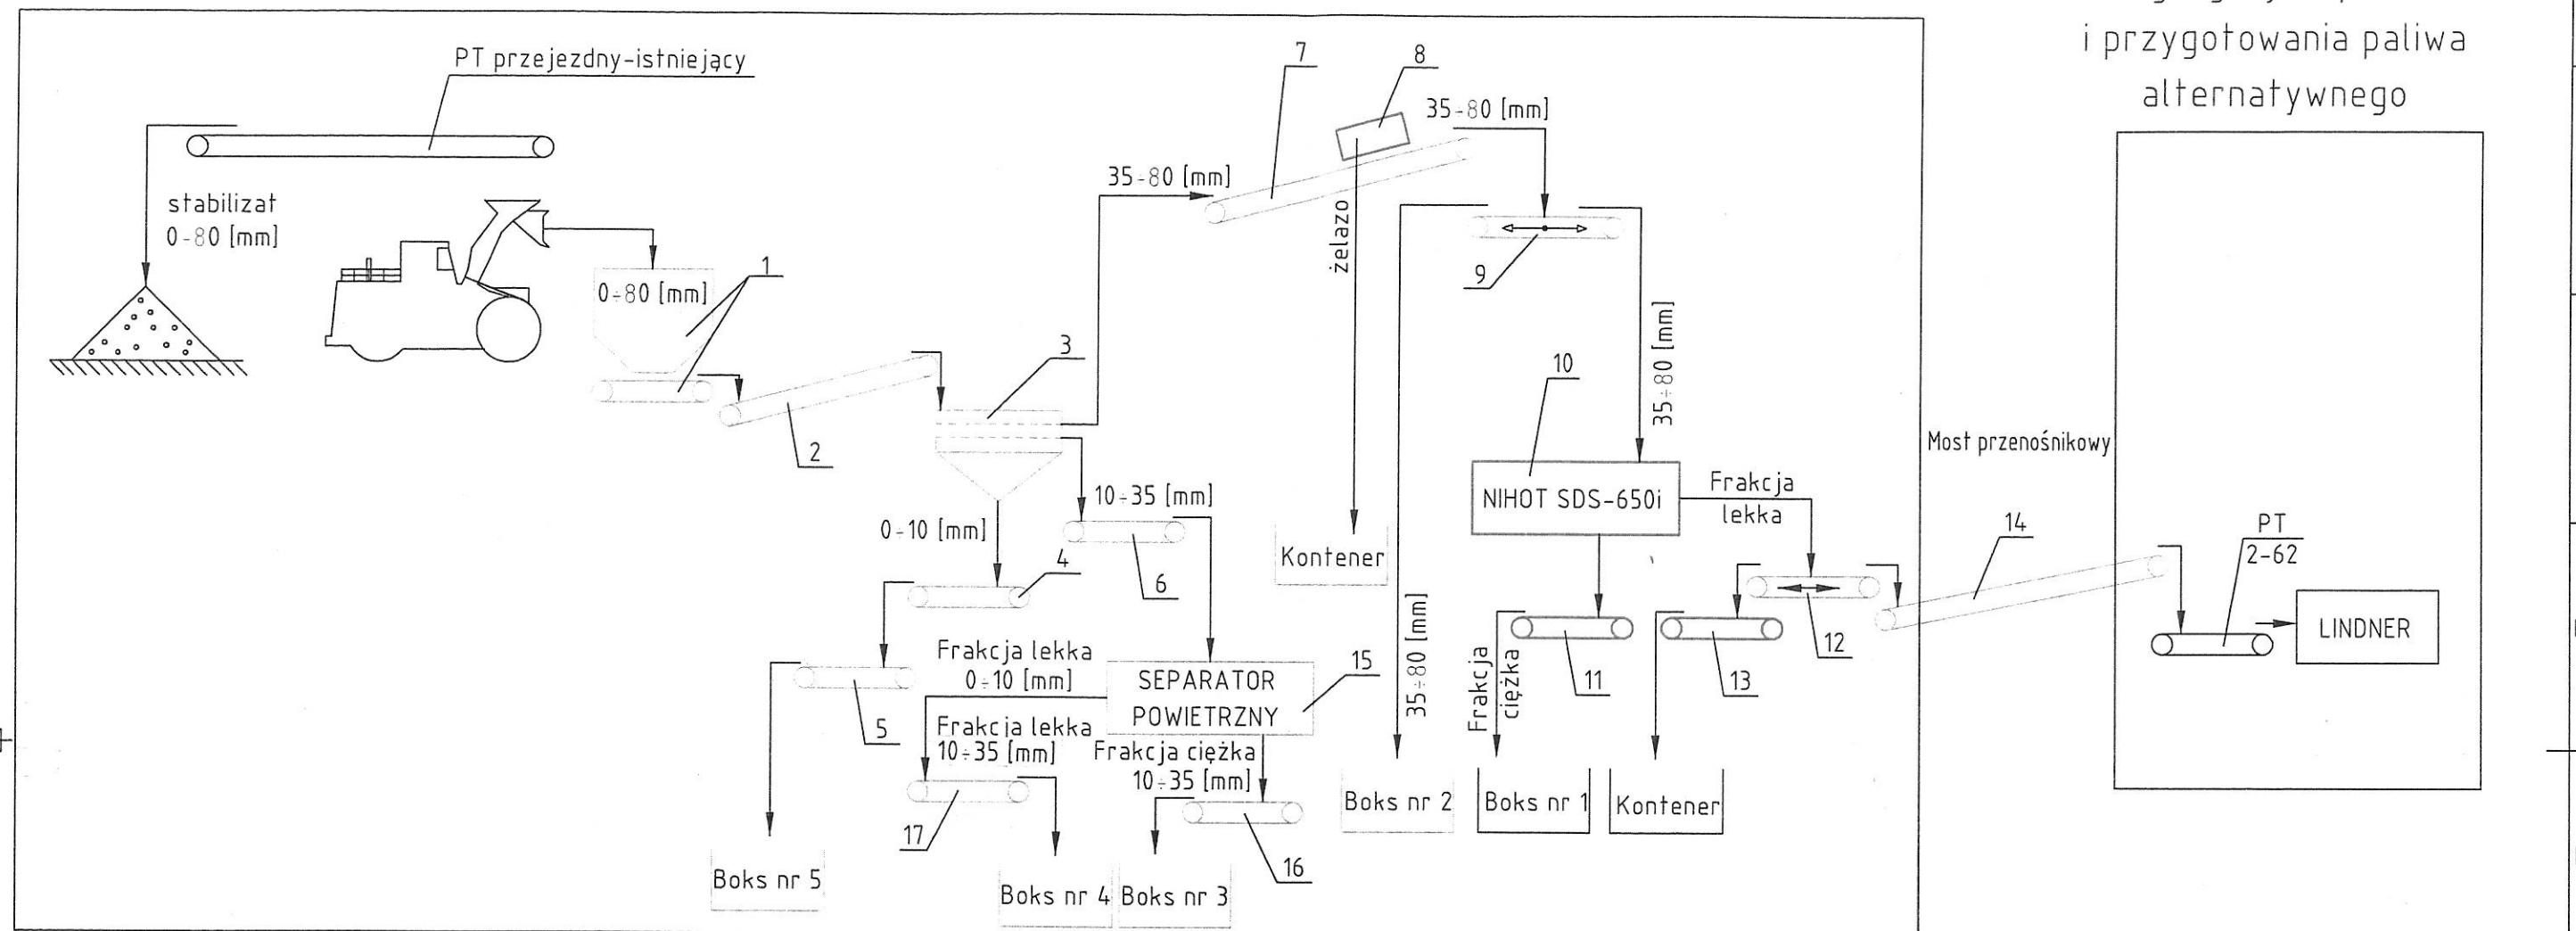 i przygotowania paliwa
alternatywnego
PT przejezdny-istniejący
stabilizat
0-80 [mm]
0÷80 [mm]
1
2
3
35÷80 [mm]
7
8
35÷80 [mm]
żelazo
Kontener
9
35÷80 [mm]
35÷80 [mm]
10
NIHOT SDS-650i
Frakcja
lekka
Most przenośnikowy
14
PT
2-62
LINDNER
10÷35 [mm]
0÷10 [mm]
4
6
5
Frakcja lekka
0÷10 [mm]
Frakcja lekka
10÷35 [mm]
SEPARATOR
POWIETRZNY
15
Frakcja ciężka
10÷35 [mm]
17
16
11
Frakcja
ciężka
13
12
Boks nr 5
Boks nr 4
Boks nr 3
Boks nr 2
Boks nr 1
Kontener